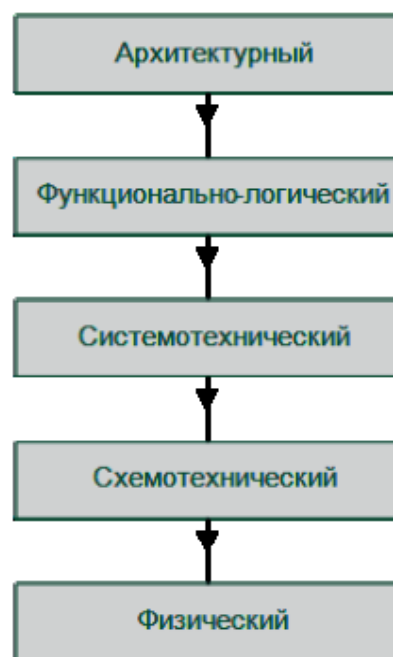 Архитектурный
Функционально-логический
Системотехнический
Схемотехнический
Физический